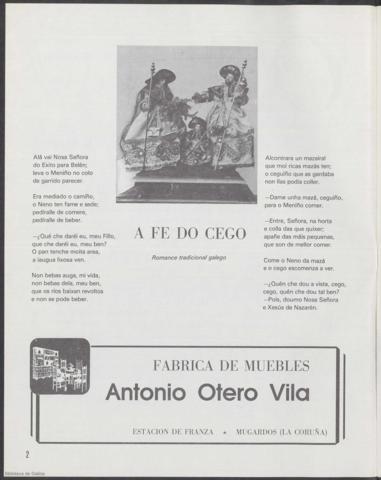 A FE DO CEGO
Romance tradicional galego
Alá vai Nosa Señora
do Exito para Belén;
leva o Meniño no colo
de garrido parecer.
Era mediado o camiño,
o Neno ten fame e sede;
pedíralle de comere,
pedíralle de beber.
—¿Qué che daréi eu, meu Fillo,
que che daréi eu, meu ben?
O pan tenche moita area,
a iaugua fixosa ven.
Non bebas auga, mi vida,
non bebas dela, meu ben,
que os ríos baixan revoltos
e non se pode beber.
Alcontrara un mazeiral
que moi ricas mazás ten;
o ceguiño que as gardaba
non llas podía coller.
—Dame unha mazá, ceguiño,
para o Meniño comer.
—Entre, Señora, na horta
e colla das que quixer;
apañe das máis pequenas,
que son de mellor comer.
Come o Neno da mazá
e o cego escomenza a ver.
—¿Quén che dou a vista, cego,
cego, quén che dou tal ben?
—Pois, doumo Nosa Señora
e Xesús de Nazarén.
FABRICA DE MUEBLES
Antonio Otero Vila
ESTACION DE FRANZA * MUGARDOS (LA CORUÑA)
2
Biblioteca de Galicia